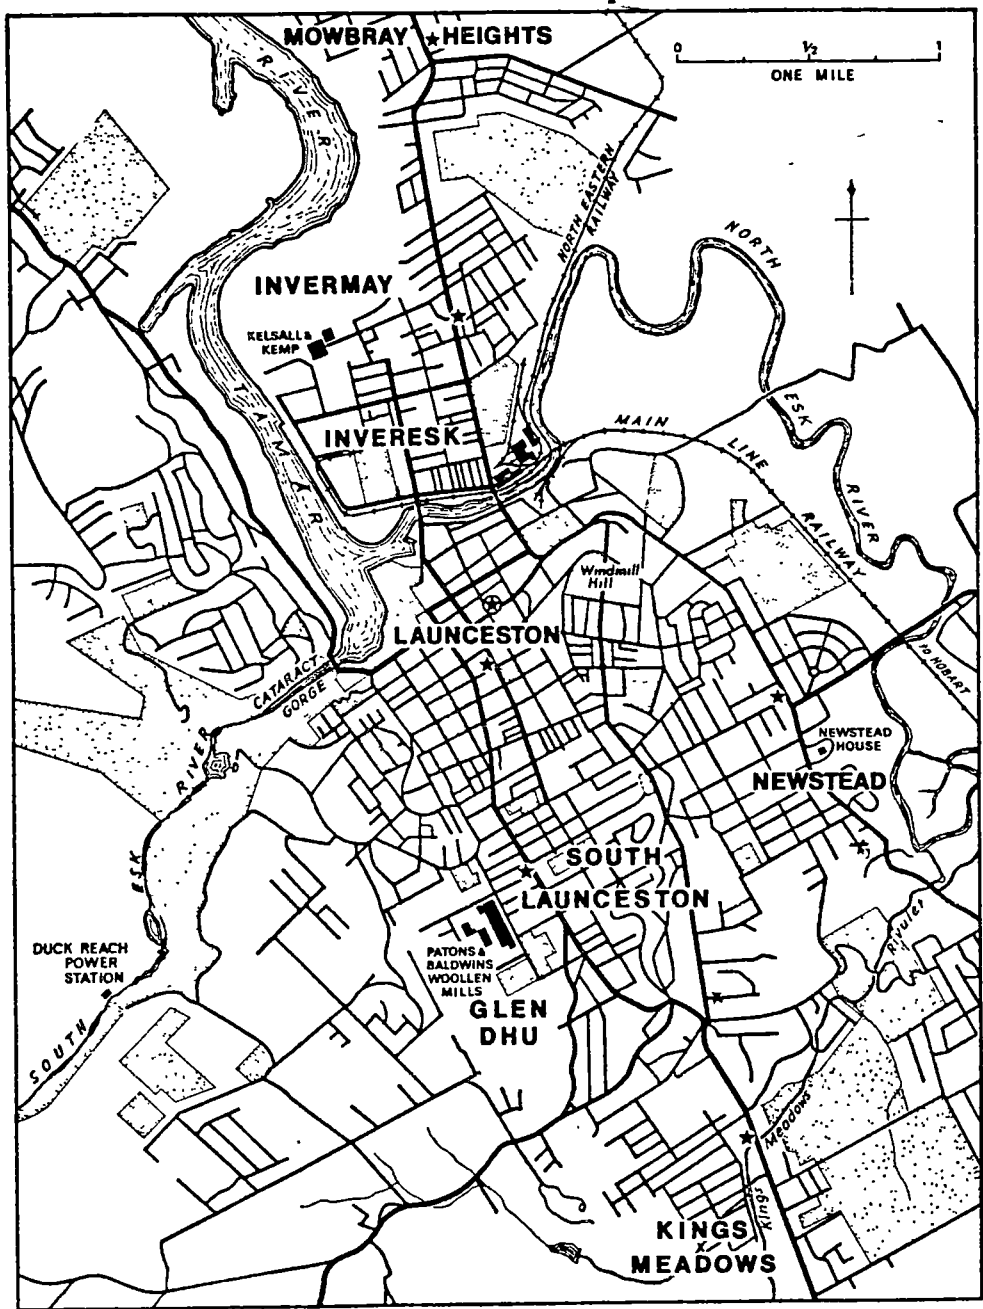 MOWBRAY HEIGHTS
0 ½ 1
ONE MILE
RIVER
NORTH EASTERN
RAILWAY
NORTH
ESK
RIVER
INVERMAY
KELSALL &
KEMP
TAMAR
INVERESK
MAIN
LINE
RAILWAY
Windmill
Hill
LAUNCESTON
TO HOBART
CATARACT
GORGE
RIVER
ESK
SOUTH
NEWSTEAD
HOUSE
NEWSTEAD
SOUTH
LAUNCESTON
DUCK REACH
POWER
STATION
PATONS &
BALDWINS
WOOLLEN
MILLS
GLEN
DHU
Rivulet
Meadows
Kings
KINGS
MEADOWS